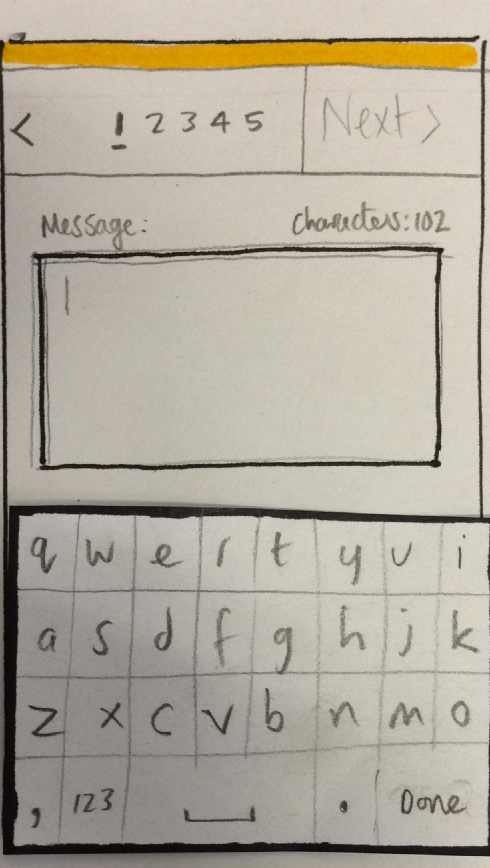 < 1 2 3 4 5 Next >
Message: Characters: 102
q w e r t y u i
a s d f g h j k
z x c v b n m o
, 123 . Done